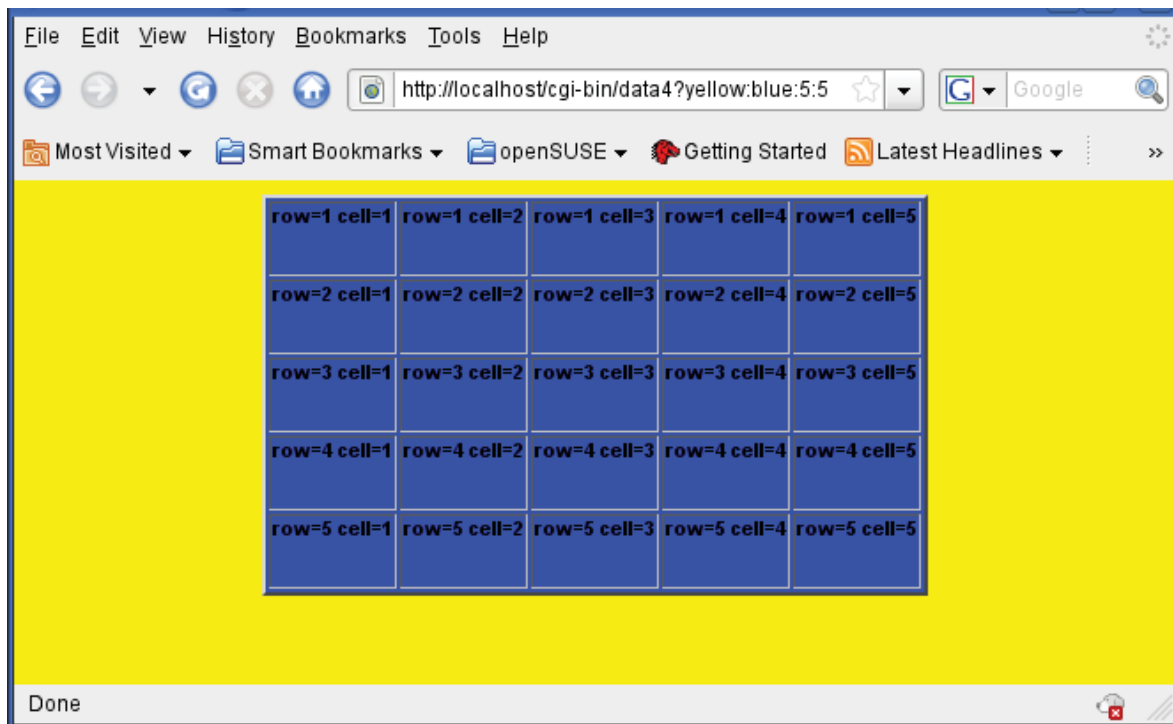 File Edit View History Bookmarks Tools Help
http://localhost/cgi-bin/data4?yellow:blue:5:5 G Google
Most Visited Smart Bookmarks openSUSE Getting Started Latest Headlines »
row=1 cell=1 row=1 cell=2 row=1 cell=3 row=1 cell=4 row=1 cell=5
row=2 cell=1 row=2 cell=2 row=2 cell=3 row=2 cell=4 row=2 cell=5
row=3 cell=1 row=3 cell=2 row=3 cell=3 row=3 cell=4 row=3 cell=5
row=4 cell=1 row=4 cell=2 row=4 cell=3 row=4 cell=4 row=4 cell=5
row=5 cell=1 row=5 cell=2 row=5 cell=3 row=5 cell=4 row=5 cell=5
Done